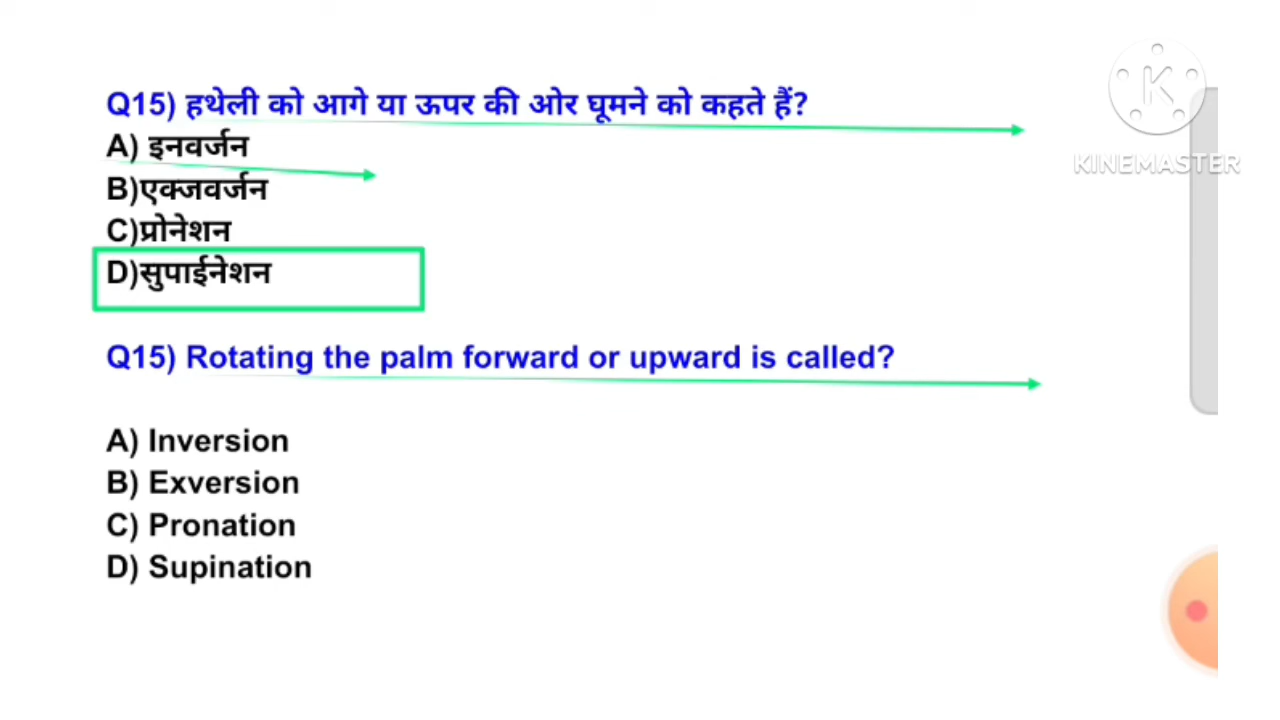 Q15) हथेली को आगे या ऊपर की ओर घूमने को कहते हैं?
A) इनवर्जन
B)एक्जवर्जन
C)प्रोनेशन
D)सुपाईनेशन
Q15) Rotating the palm forward or upward is called?
A) Inversion
B) Exversion
C) Pronation
D) Supination
K
KINEMASTER